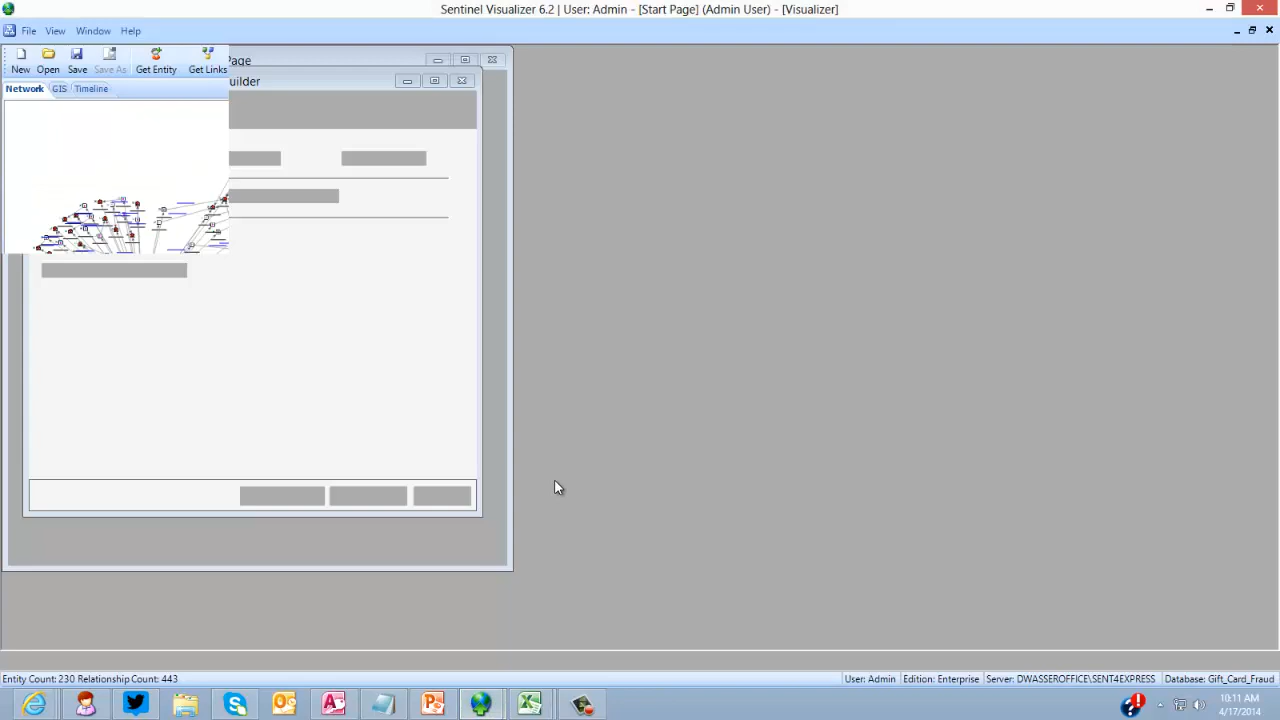 Sentinel Visualizer 6.2 | User: Admin - [Start Page] (Admin User) - [Visualizer]
File View Window Help
New Open Save Save As Get Entity Get Links
Page
uilder
Network GIS Timeline
Entity Count: 230 Relationship Count: 443
User: Admin Edition: Enterprise Server: DWASSEROFFICE\SENT4EXPRESS Database: Gift_Card_Fraud
10:11 AM
4/17/2014